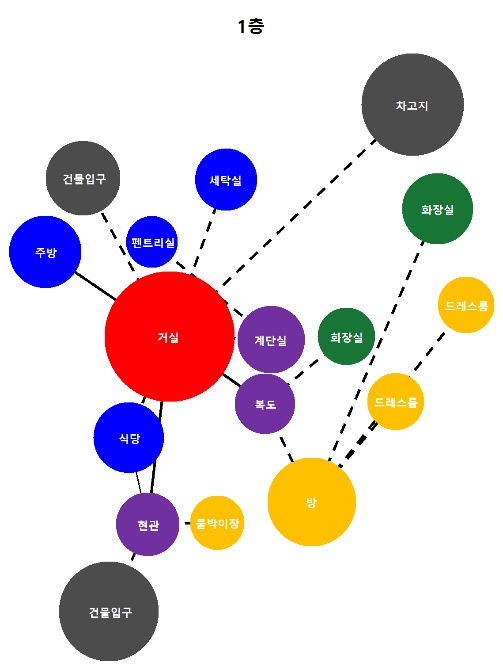 1층
차고지
건물입구
세탁실
화장실
주방
펜트리실
드레스룸
거실
계단실
화장실
복도
드레스룸
식당
방
현관
붙박이장
건물입구